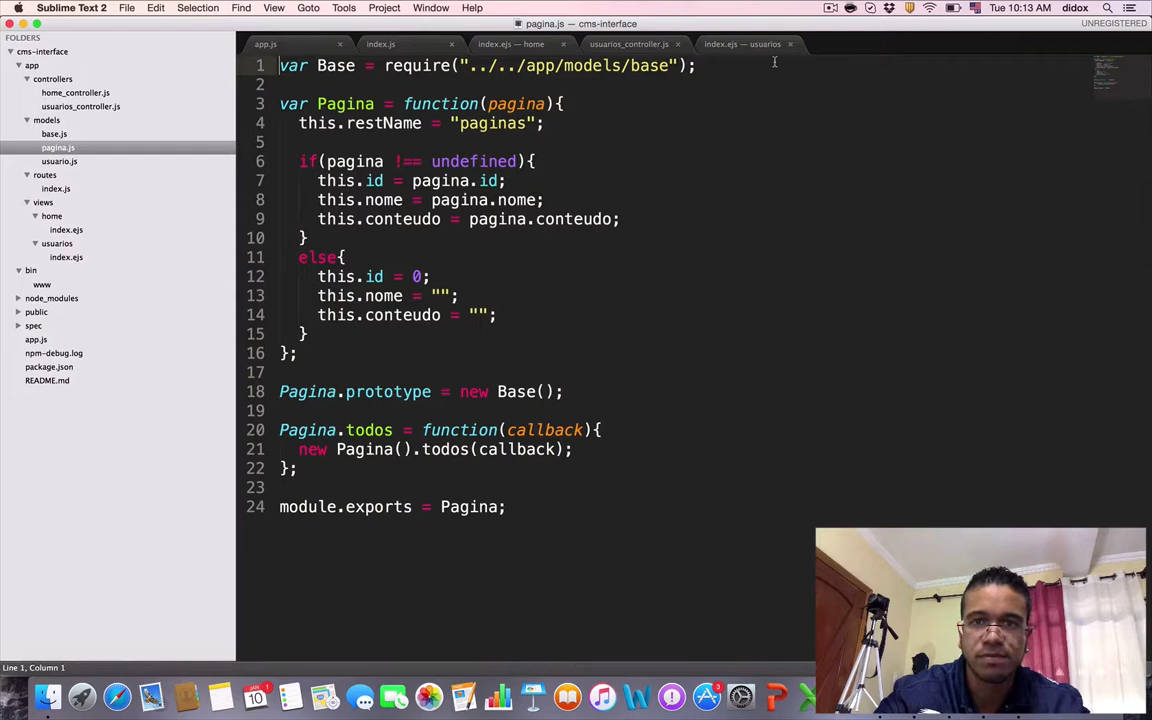 Sublime Text 2 File Edit Selection Find View Goto Tools Project Window Help Tue 10:13 AM didox
pagina.js — cms-interface UNREGISTERED
FOLDERS
cms-interface
app
controllers
home_controller.js
usuarios_controller.js
models
base.js
pagina.js
usuario.js
routes
index.js
views
home
index.ejs
usuarios
index.ejs
bin
www
node_modules
public
spec
app.js
npm-debug.log
package.json
README.md
app.js index.js index.ejs — home usuarios_controller.js index.ejs — usuarios
1 var Base = require("../../app/models/base");
2
3 var Pagina = function(pagina){
4 this.restName = "paginas";
5
6 if(pagina !== undefined){
7 this.id = pagina.id;
8 this.nome = pagina.nome;
9 this.conteudo = pagina.conteudo;
10 }
11 else{
12 this.id = 0;
13 this.nome = "";
14 this.conteudo = "";
15 }
16 };
17
18 Pagina.prototype = new Base();
19
20 Pagina.todos = function(callback){
21 new Pagina().todos(callback);
22 };
23
24 module.exports = Pagina;
Line 1, Column 1
JAN
10
1
3